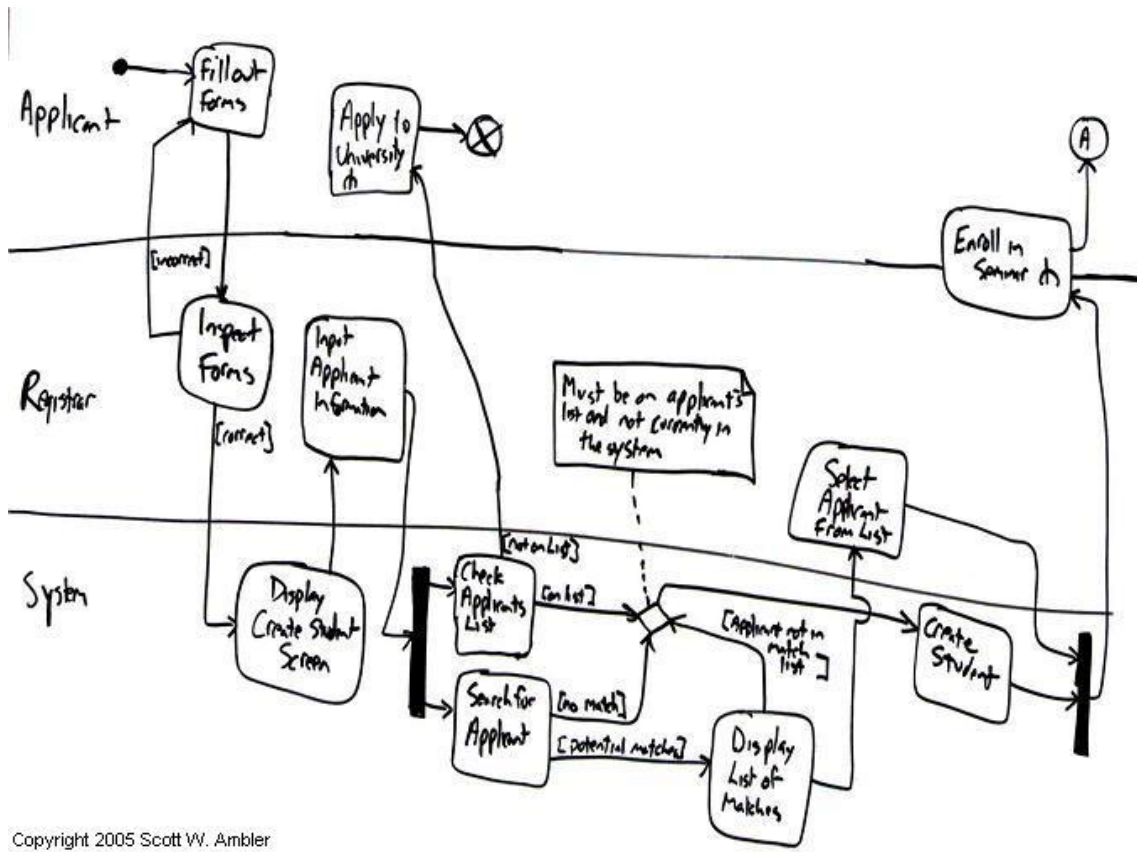 Applicant
Fill out
Forms
Apply to
University
A
Enroll in
Seminar
[incorrect]
Registrar
Inspect
Forms
Input
Applicant
Information
[correct]
Must be on applicant's
list and not currently in
the system
Select
Applicant
From List
System
[not on List]
Display
Create Student
Screen
Check
Applicants
List
[on list]
[Applicant not in
match
list
]
Create
Student
Search for
Applicant
[no match]
[potential matches]
Display
List of
Matches
Copyright 2005 Scott W. Ambler